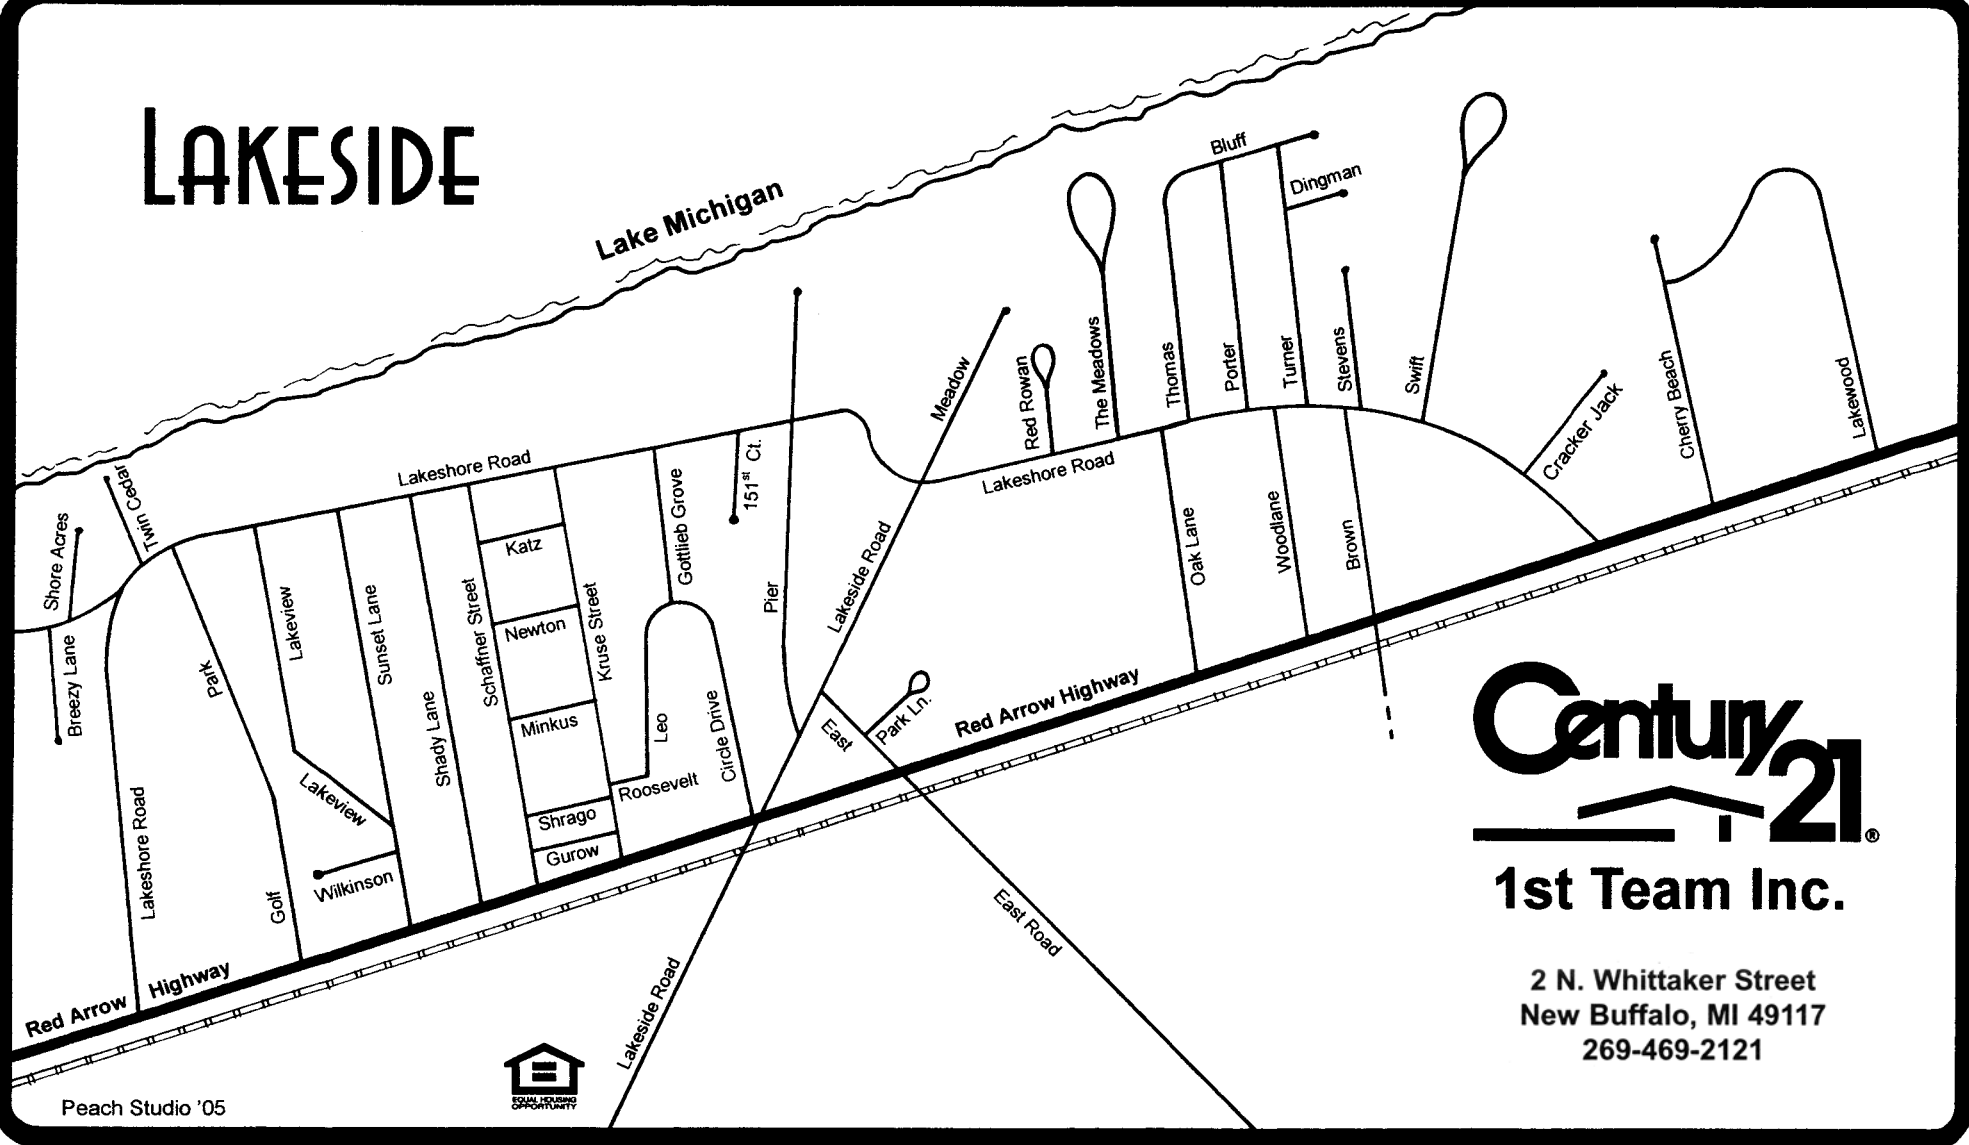 LAKESIDE
Lake Michigan
Bluff
Dingman
Twin Cedar
Shore Acres
Breezy Lane
Lakeshore Road
Lakeshore Road
Park
Golf
Lakeview
Lakeview
Wilkinson
Sunset Lane
Shady Lane
Schaffner Street
Katz
Newton
Minkus
Shrago
Gurow
Kruse Street
Roosevelt
Leo
Gottlieb Grove
Circle Drive
151st Ct.
Pier
Meadow
Lakeside Road
East
Park Ln.
Red Rowan
The Meadows
Lakeshore Road
Thomas
Porter
Turner
Stevens
Swift
Oak Lane
Woodlane
Brown
Cracker Jack
Cherry Beach
Lakewood
Red Arrow Highway
Red Arrow Highway
Lakeside Road
East Road
Century 21®
1st Team Inc.
2 N. Whittaker Street
New Buffalo, MI 49117
269-469-2121
EQUAL HOUSING
OPPORTUNITY
Peach Studio '05